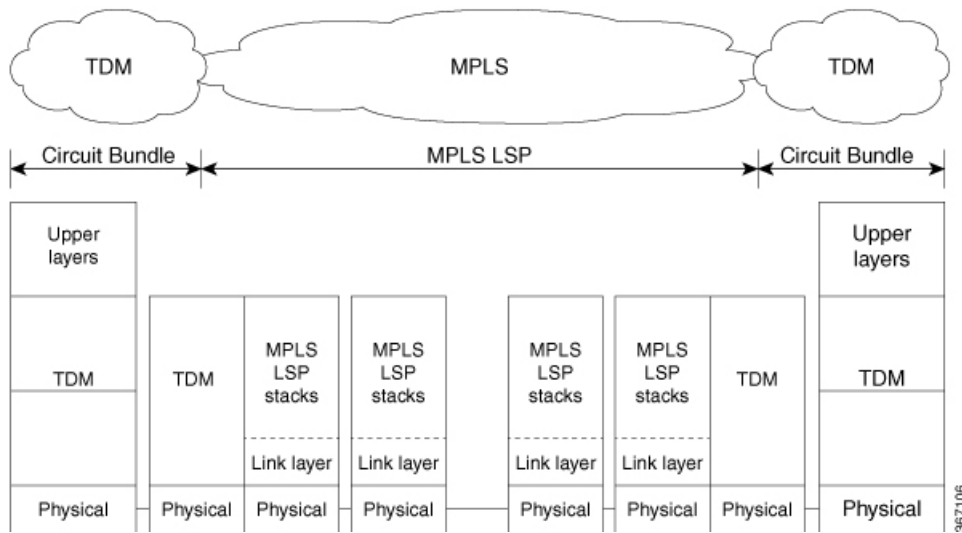 TDM
MPLS
TDM
Circuit Bundle
MPLS LSP
Circuit Bundle
Upper
layers
Upper
layers
TDM
TDM
MPLS
LSP
stacks
MPLS
LSP
stacks
MPLS
LSP
stacks
MPLS
LSP
stacks
TDM
TDM
Link layer
Link layer
Link layer
Link layer
Physical
Physical
Physical
Physical
Physical
Physical
Physical
Physical
367106